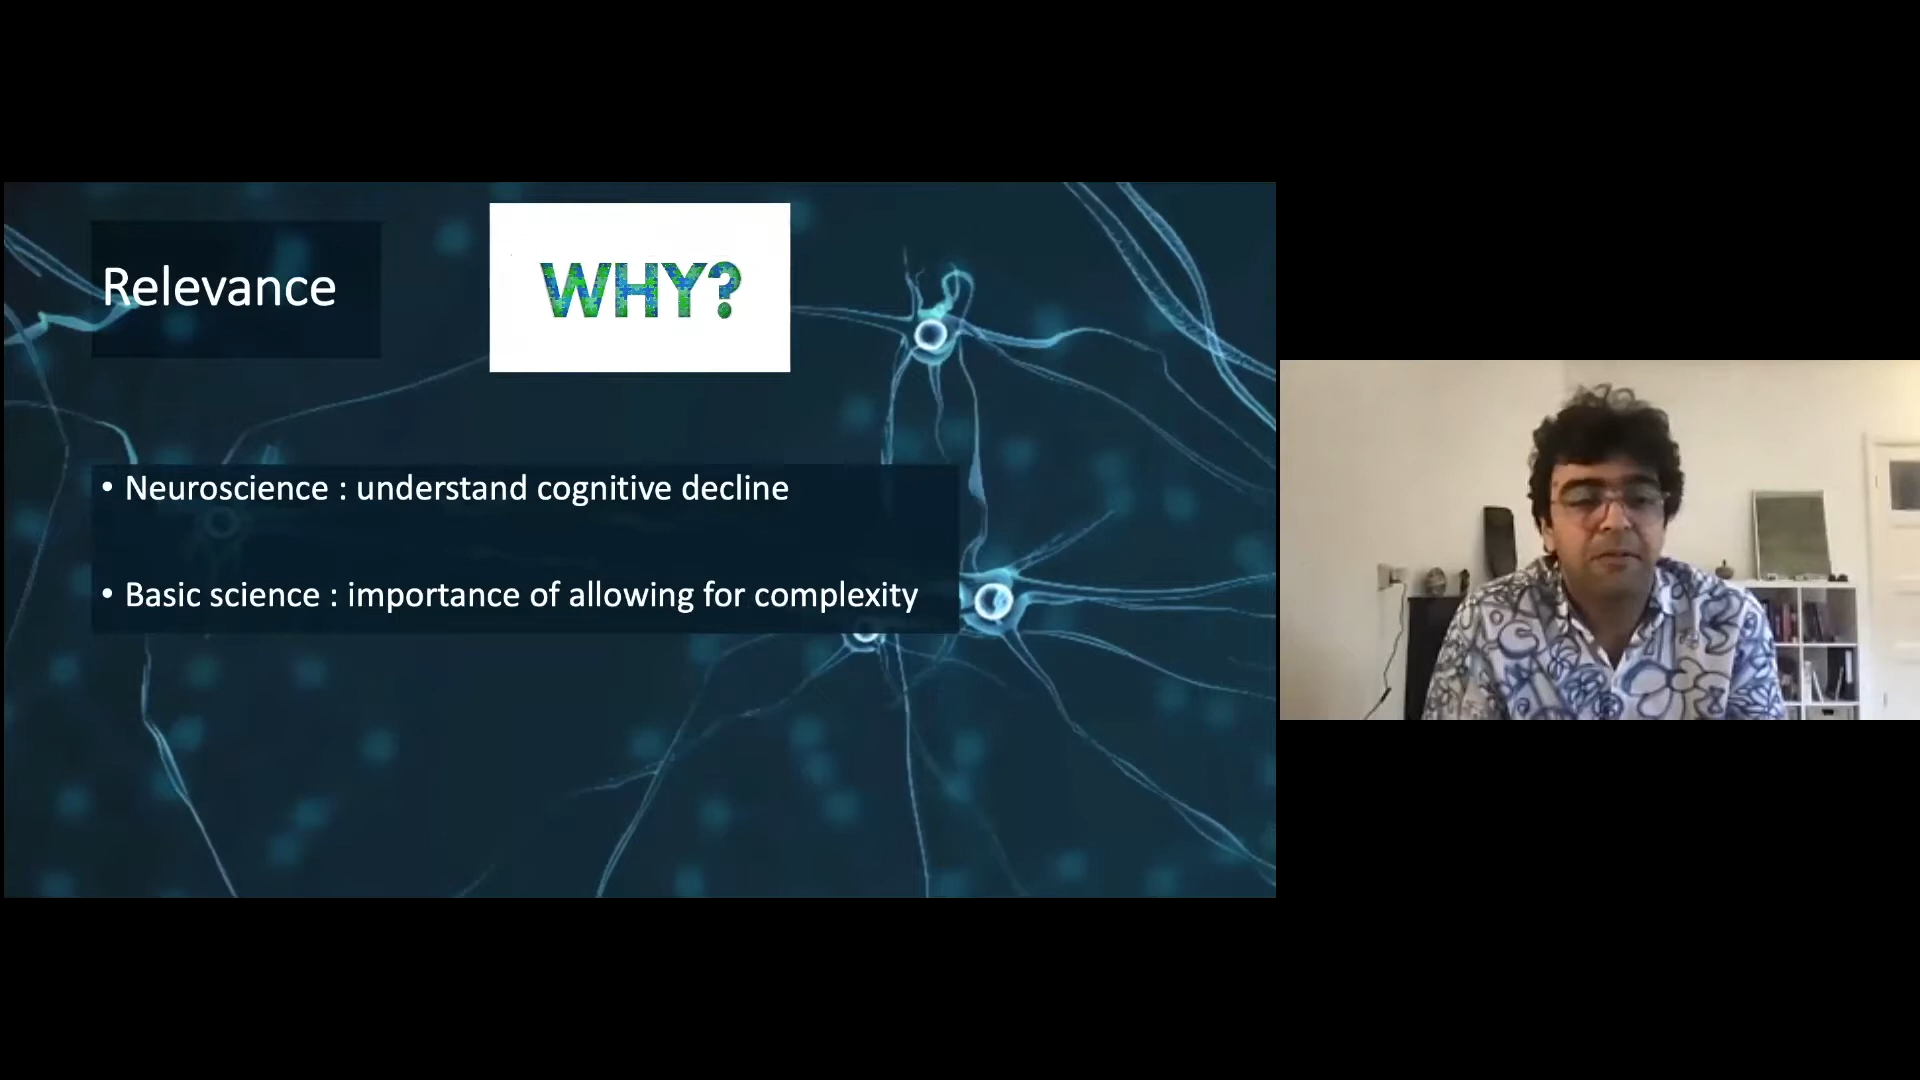 Relevance
WHY?
• Neuroscience : understand cognitive decline
• Basic science : importance of allowing for complexity